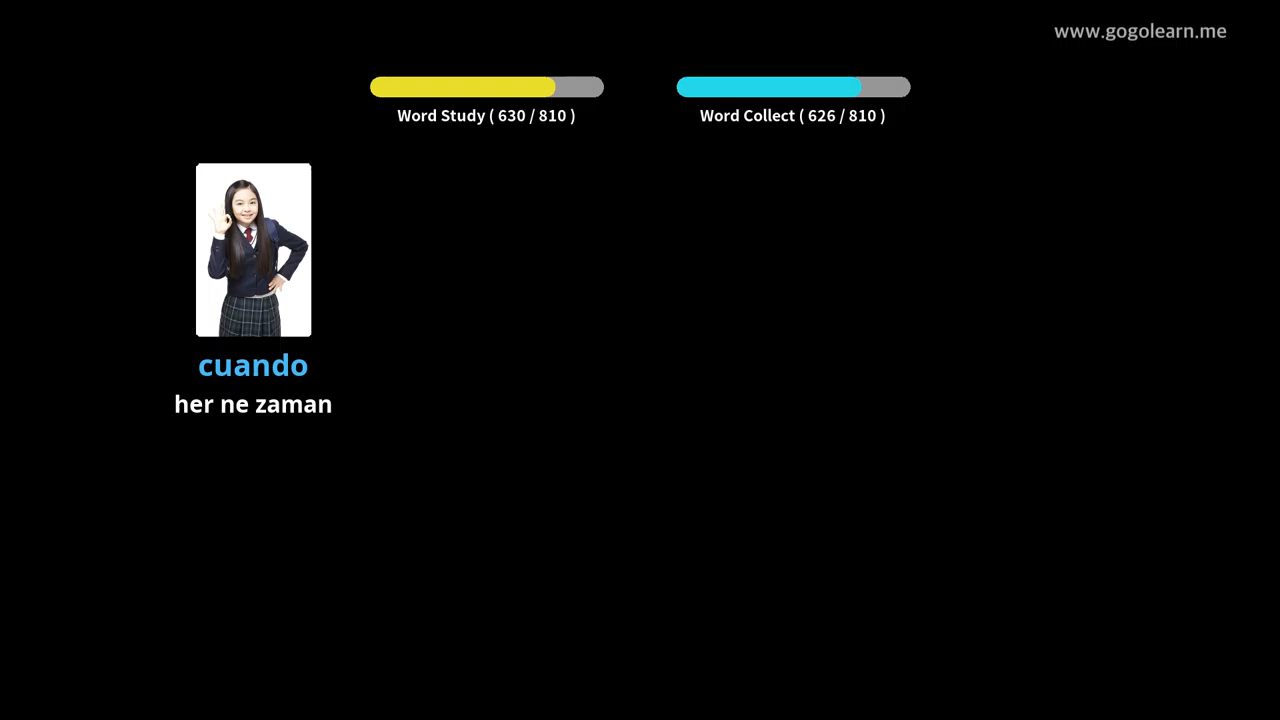 www.gogolearn.me
Word Study ( 630 / 810 )
Word Collect ( 626 / 810 )
cuando
her ne zaman